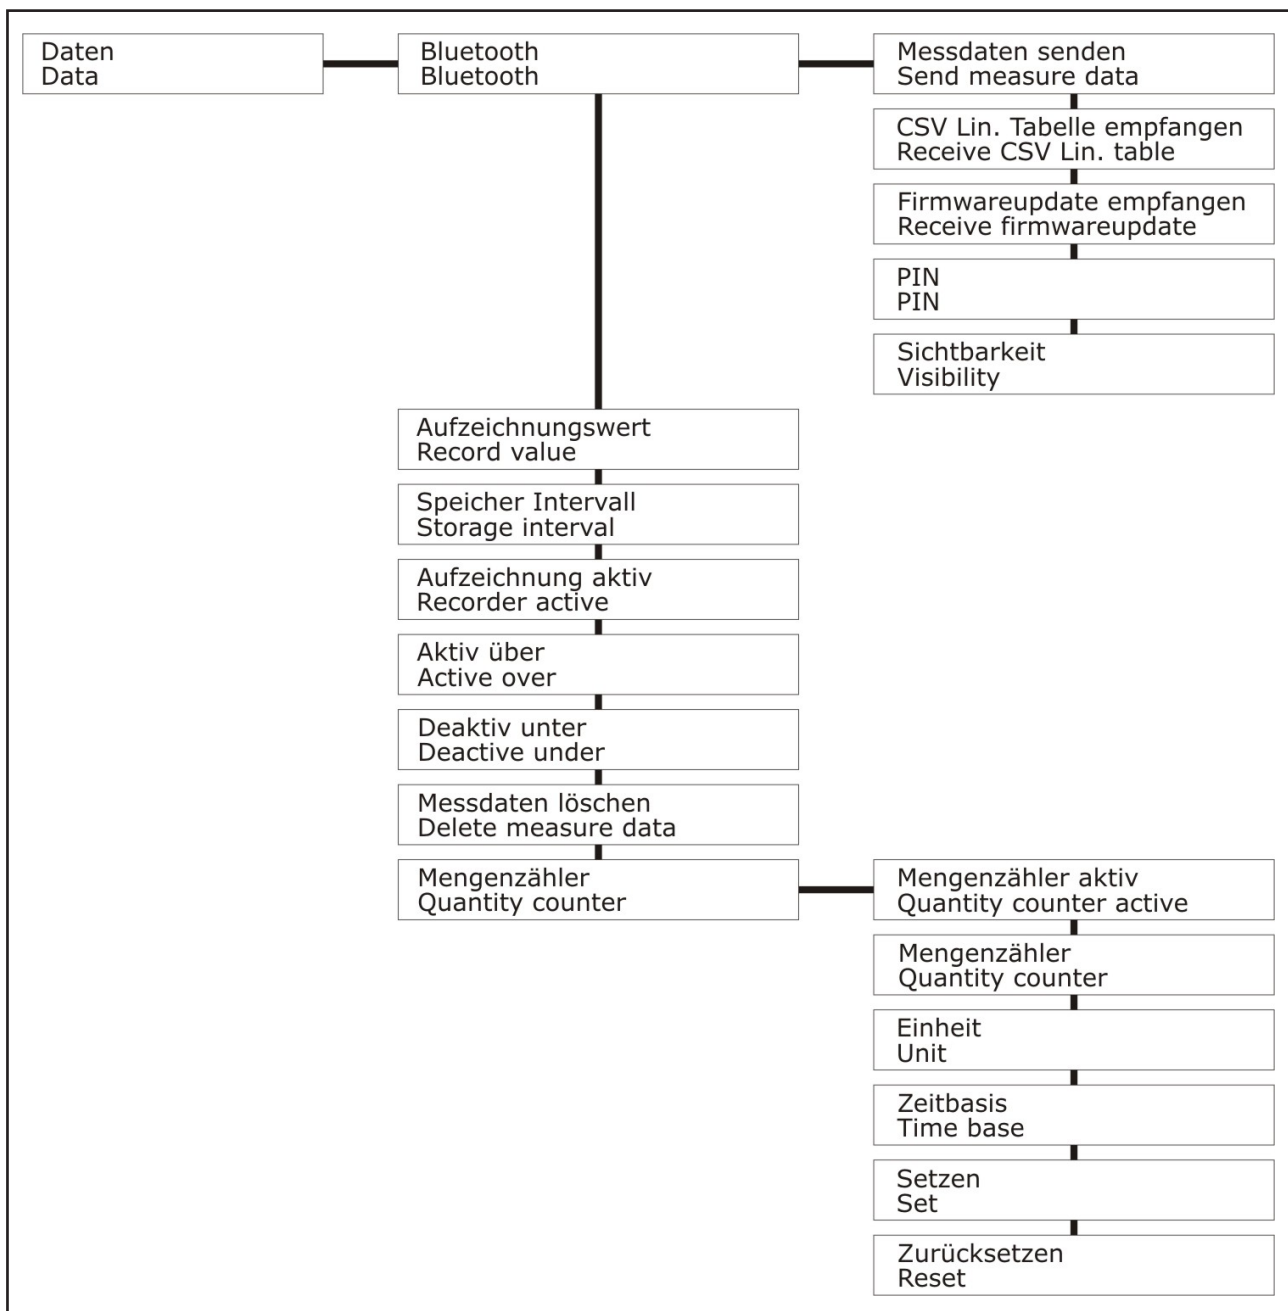 Daten
Data
Bluetooth
Bluetooth
Messdaten senden
Send measure data
CSV Lin. Tabelle empfangen
Receive CSV Lin. table
Firmwareupdate empfangen
Receive firmwareupdate
PIN
PIN
Sichtbarkeit
Visibility
Aufzeichnungswert
Record value
Speicher Intervall
Storage interval
Aufzeichnung aktiv
Recorder active
Aktiv über
Active over
Deaktiv unter
Deactive under
Messdaten löschen
Delete measure data
Mengenzähler
Quantity counter
Mengenzähler aktiv
Quantity counter active
Mengenzähler
Quantity counter
Einheit
Unit
Zeitbasis
Time base
Setzen
Set
Zurücksetzen
Reset